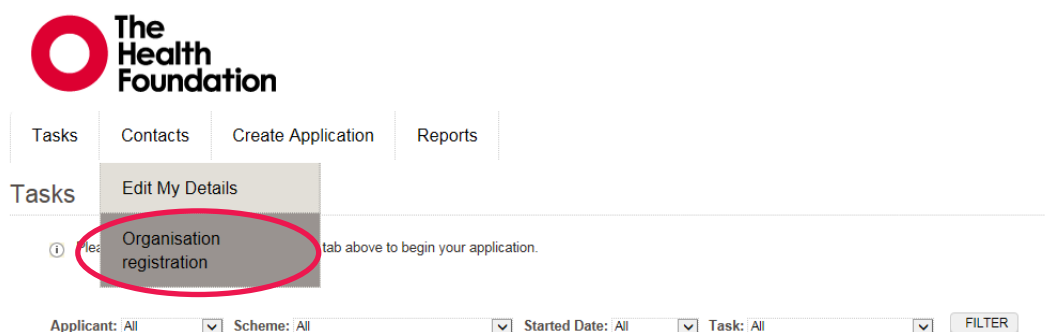 The
Health
Foundation
Tasks Contacts Create Application Reports
Tasks
Edit My Details
Organisation
registration
tab above to begin your application.
Applicant: All Scheme: All Started Date: All Task: All FILTER